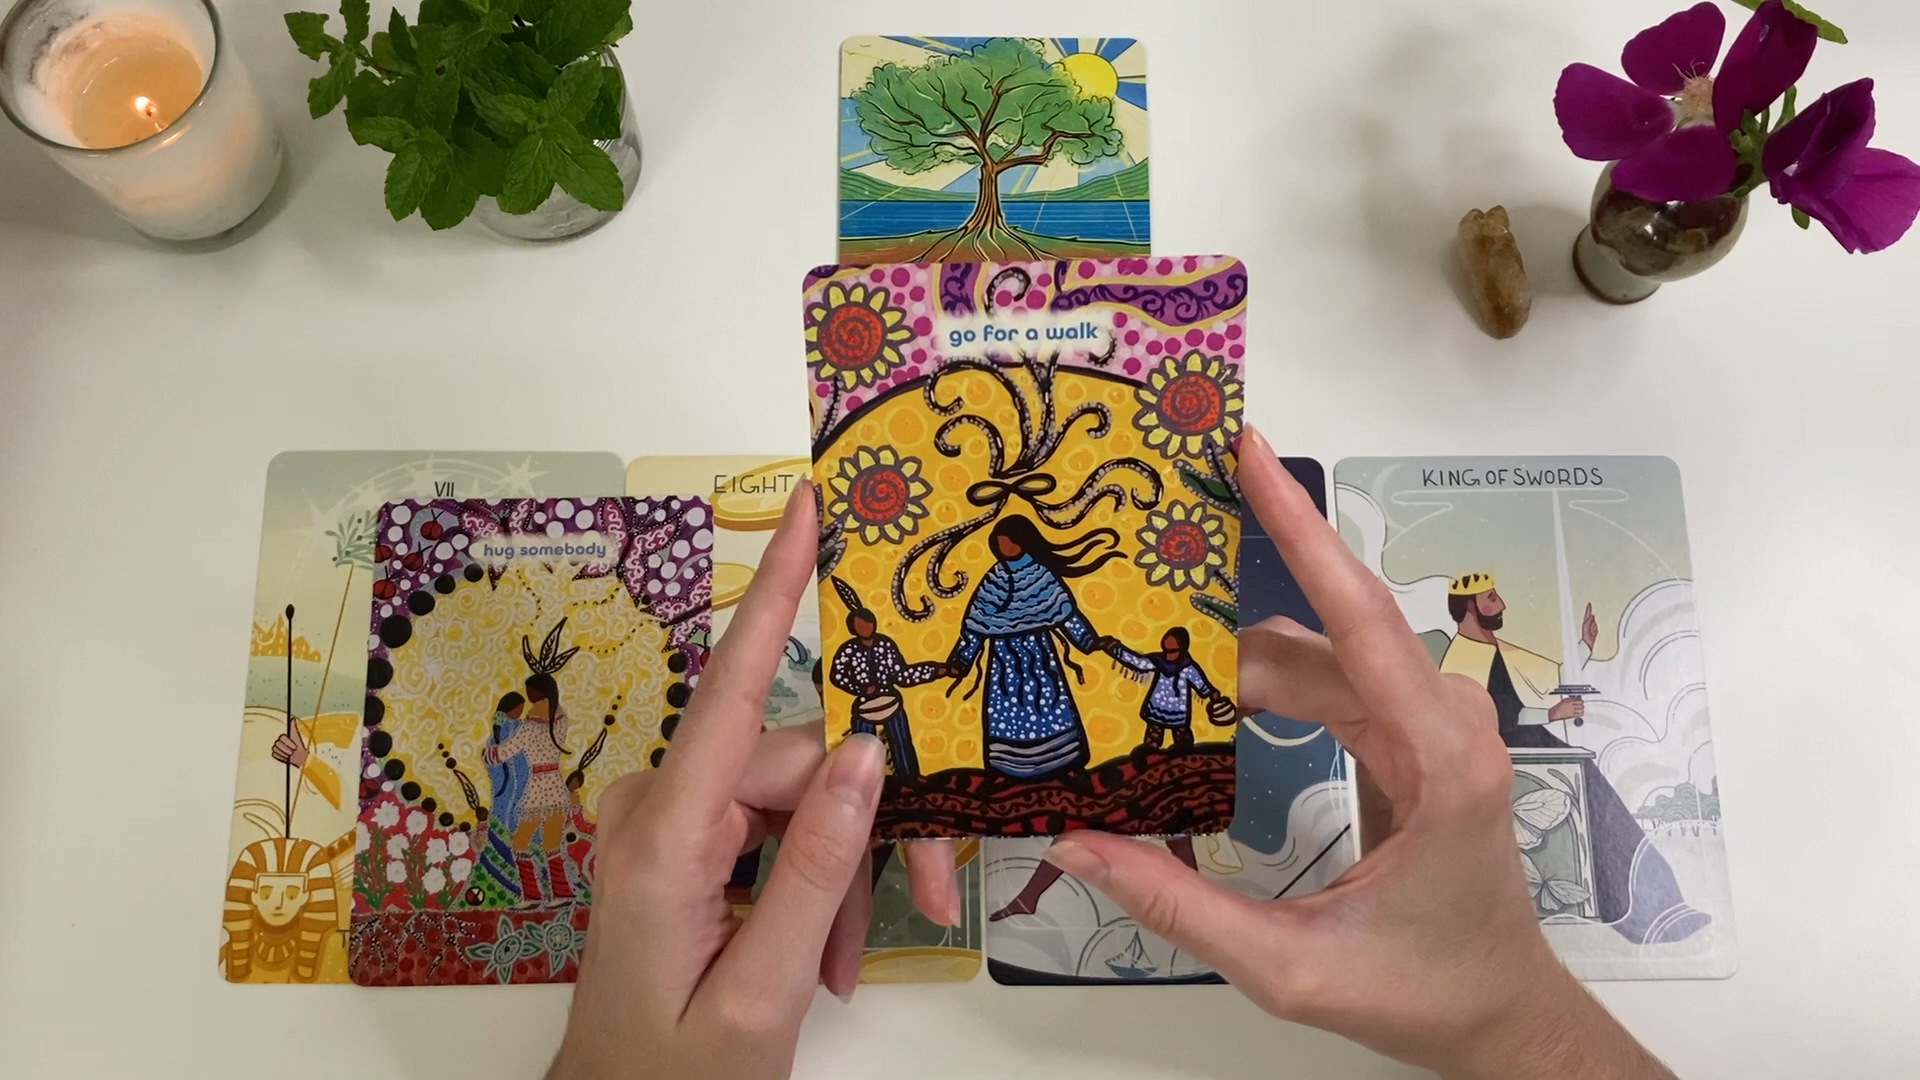 go for a walk
VII
EIGHT
KING OF SWORDS
hug somebody